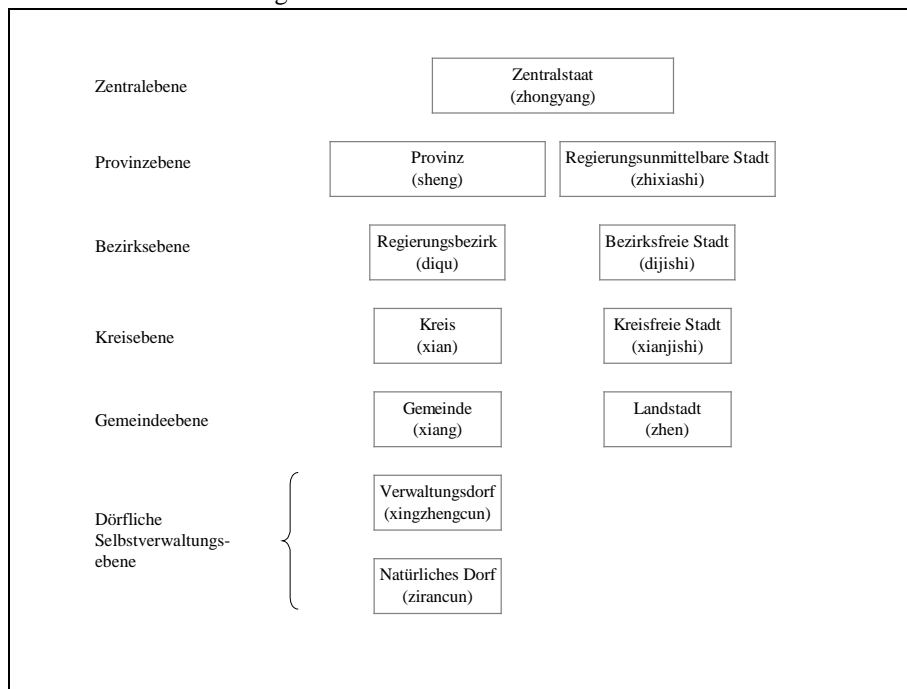 Zentralebene
Zentralstaat
(zhongyang)
Provinzebene
Provinz
(sheng)
Regierungsunmittelbare Stadt
(zhixiashi)
Bezirksebene
Regierungsbezirk
(diqu)
Bezirksfreie Stadt
(dijishi)
Kreisebene
Kreis
(xian)
Kreisfreie Stadt
(xianjishi)
Gemeindeebene
Gemeinde
(xiang)
Landstadt
(zhen)
Dörfliche
Selbstverwaltungs-
ebene
Verwaltungsdorf
(xingzhengcun)
Natürliches Dorf
(zirancun)